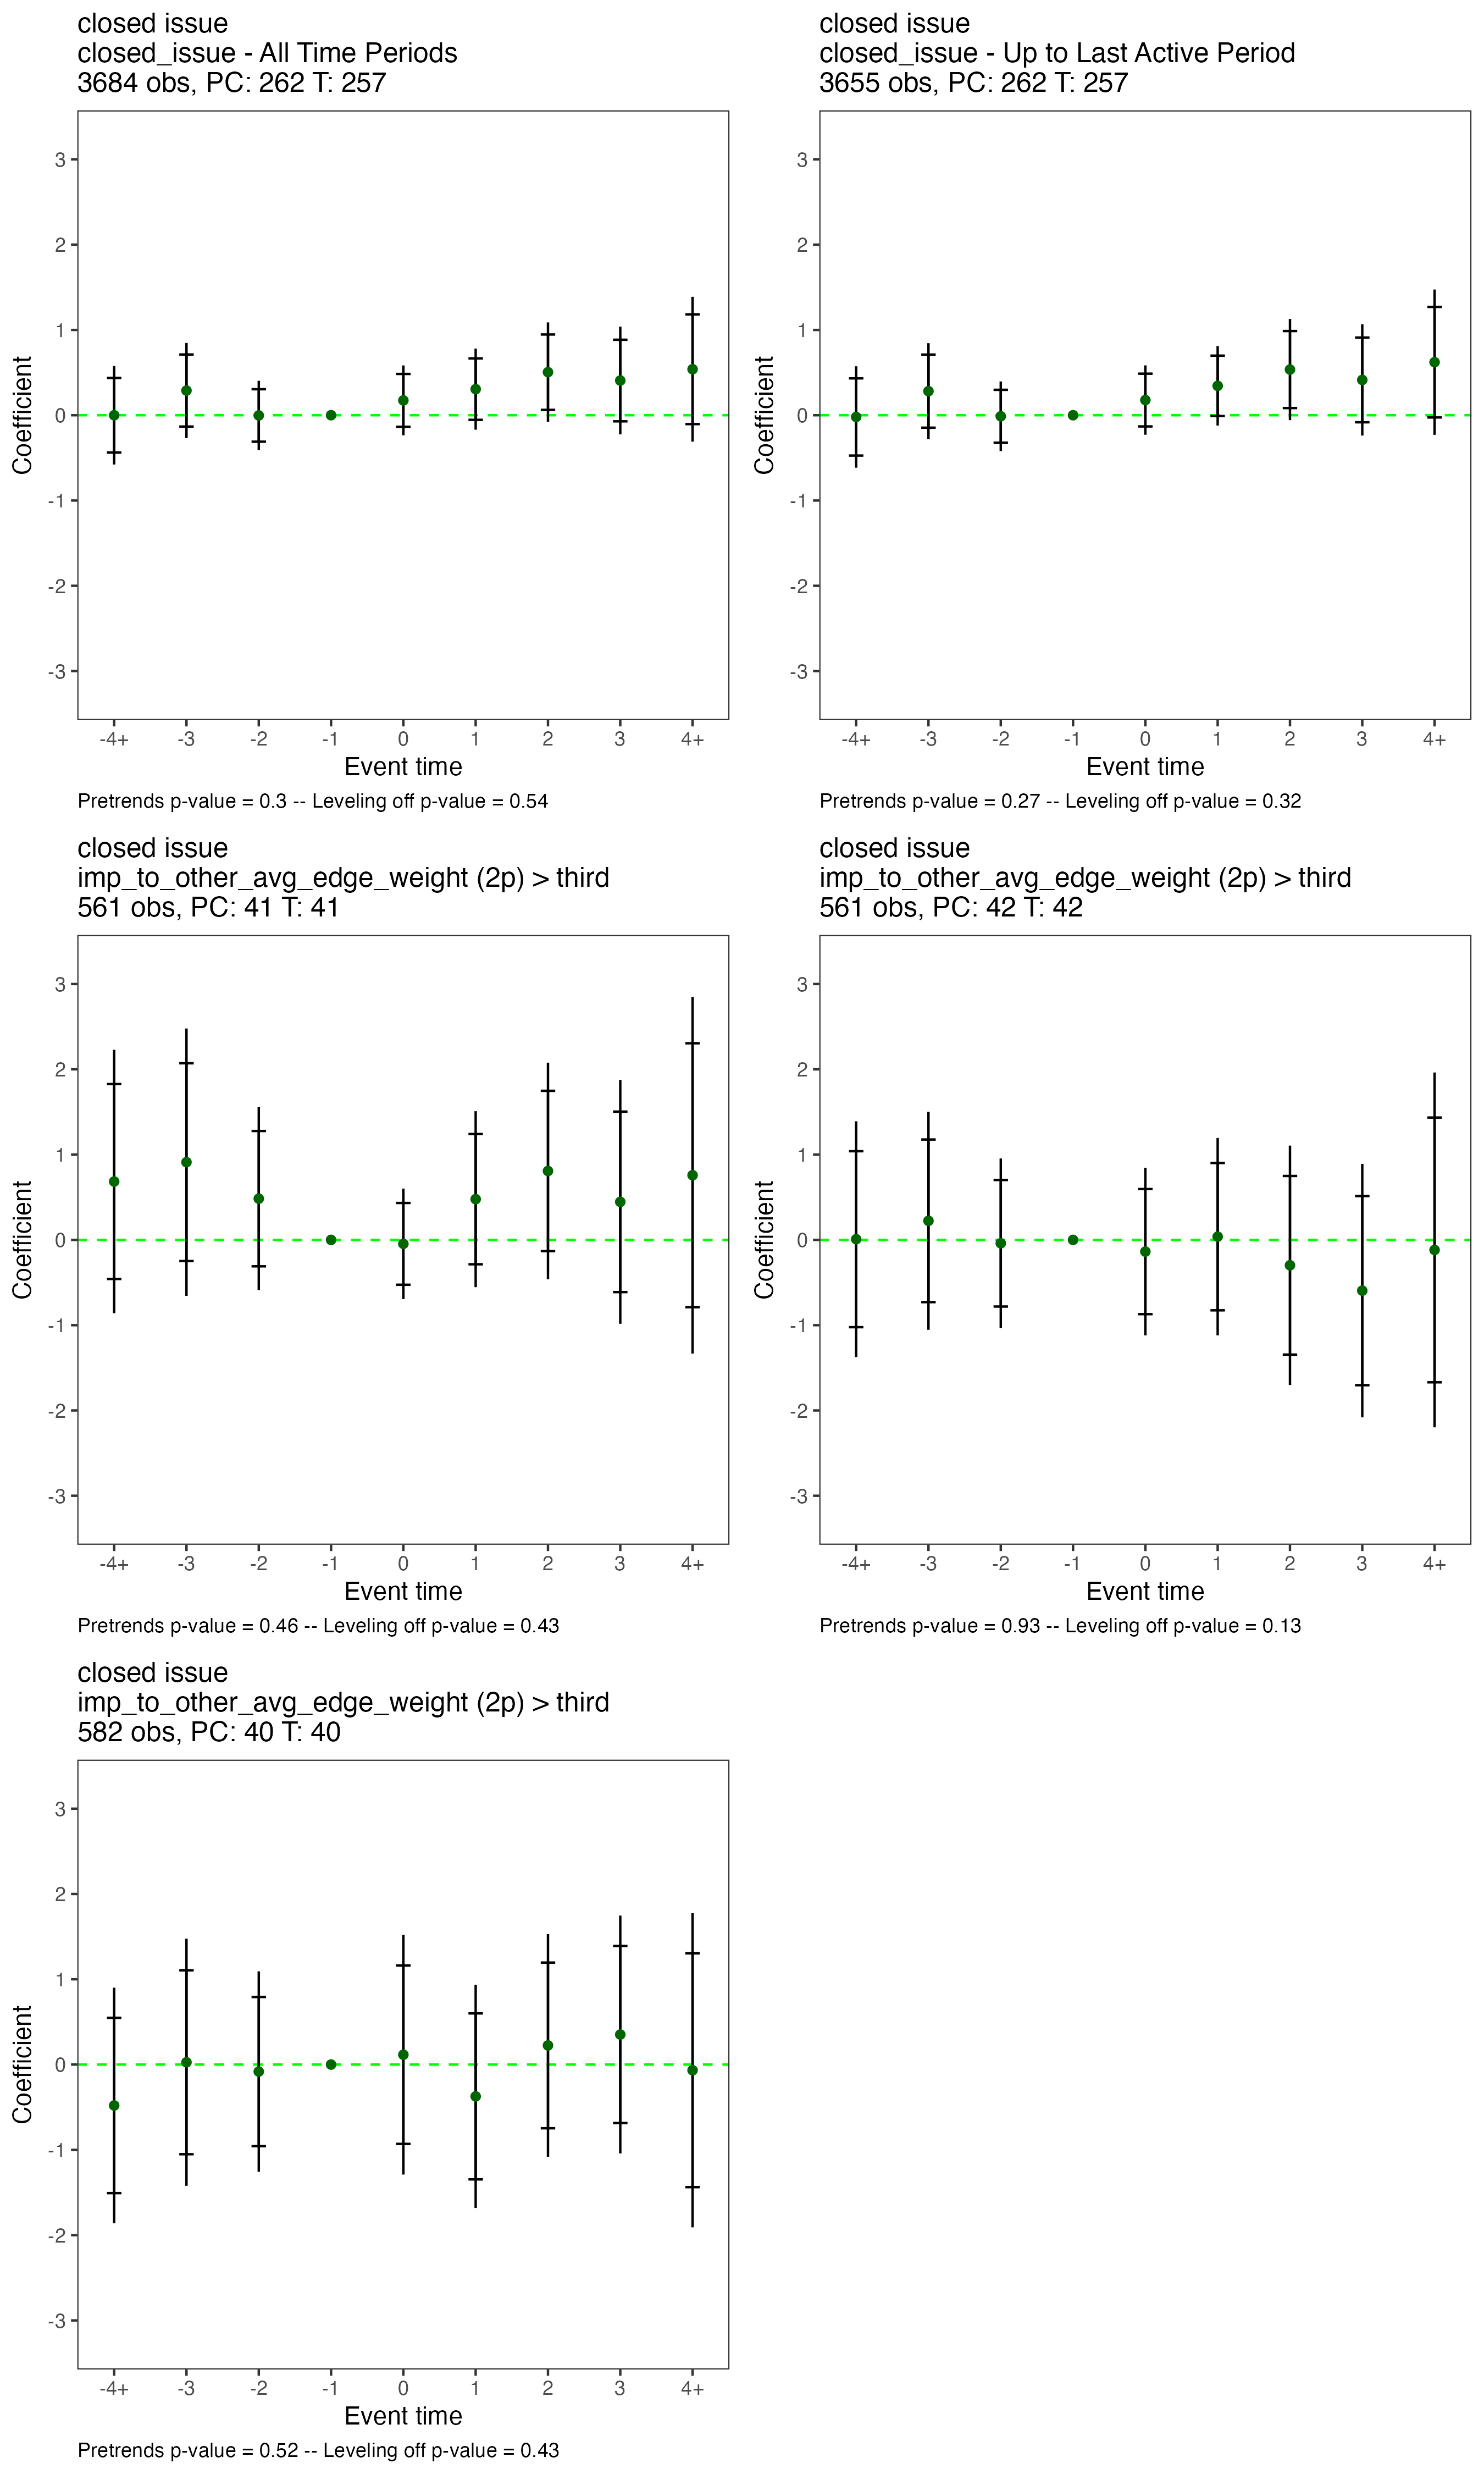 closed issue
closed_issue - All Time Periods
3684 obs, PC: 262 T: 257
3
2
1
0
-1
-2
-3
Coefficient
-4+ -3 -2 -1 0 1 2 3 4+
Event time
Pretrends p-value = 0.3 -- Leveling off p-value = 0.54
closed issue
closed_issue - Up to Last Active Period
3655 obs, PC: 262 T: 257
3
2
1
0
-1
-2
-3
Coefficient
-4+ -3 -2 -1 0 1 2 3 4+
Event time
Pretrends p-value = 0.27 -- Leveling off p-value = 0.32
closed issue
imp_to_other_avg_edge_weight (2p) > third
561 obs, PC: 41 T: 41
3
2
1
0
-1
-2
-3
Coefficient
-4+ -3 -2 -1 0 1 2 3 4+
Event time
Pretrends p-value = 0.46 -- Leveling off p-value = 0.43
closed issue
imp_to_other_avg_edge_weight (2p) > third
561 obs, PC: 42 T: 42
3
2
1
0
-1
-2
-3
Coefficient
-4+ -3 -2 -1 0 1 2 3 4+
Event time
Pretrends p-value = 0.93 -- Leveling off p-value = 0.13
closed issue
imp_to_other_avg_edge_weight (2p) > third
582 obs, PC: 40 T: 40
3
2
1
0
-1
-2
-3
Coefficient
-4+ -3 -2 -1 0 1 2 3 4+
Event time
Pretrends p-value = 0.52 -- Leveling off p-value = 0.43